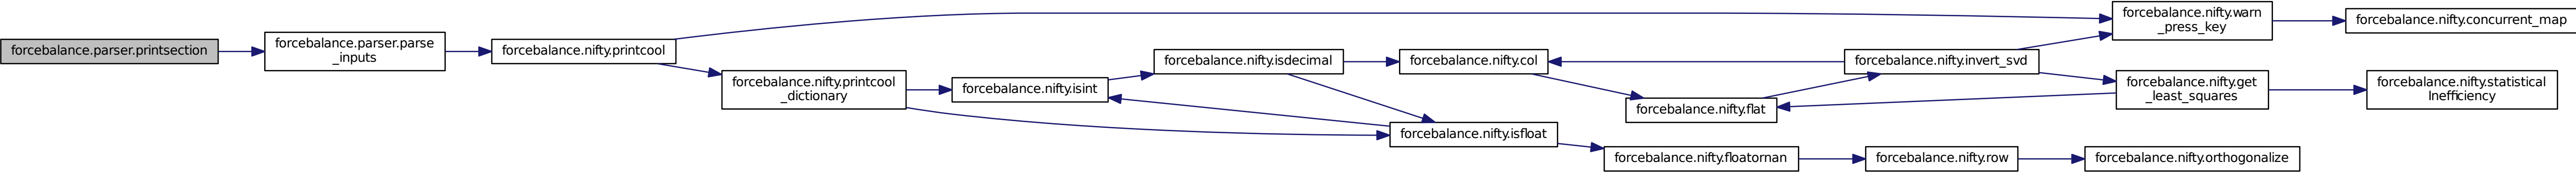 forcebalance.parser.printsection
forcebalance.parser.parse
_inputs
forcebalance.nifty.printcool
forcebalance.nifty.printcool
_dictionary
forcebalance.nifty.isint
forcebalance.nifty.isdecimal
forcebalance.nifty.isfloat
forcebalance.nifty.col
forcebalance.nifty.floatornan
forcebalance.nifty.flat
forcebalance.nifty.invert_svd
forcebalance.nifty.row
forcebalance.nifty.warn
_press_key
forcebalance.nifty.get
_least_squares
forcebalance.nifty.orthogonalize
forcebalance.nifty.concurrent_map
forcebalance.nifty.statistical
Inefficiency